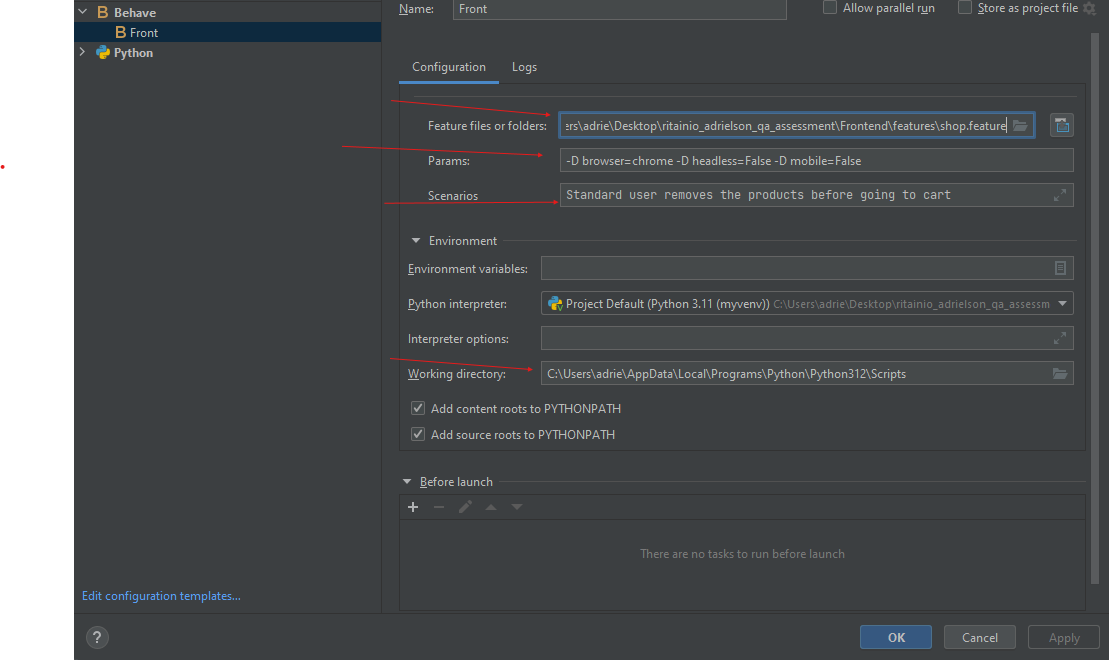 Behave
Name: Front
Allow parallel run
Store as project file
Front
Python
Configuration Logs
Feature files or folders: ers\adrie\Desktop\ritainio_adrielson_qa_assessment\Frontend\features\shop.feature
Params: -D browser=chrome -D headless=False -D mobile=False
Scenarios Standard user removes the products before going to cart
Environment
Environment variables:
Python interpreter: Project Default (Python 3.11 (myvenv)) C:\Users\adrie\Desktop\ritainio_adrielson_qa_assessm
Interpreter options:
Working directory: C:\Users\adrie\AppData\Local\Programs\Python\Python312\Scripts
Add content roots to PYTHONPATH
Add source roots to PYTHONPATH
Before launch
There are no tasks to run before launch
Edit configuration templates...
? OK Cancel Apply